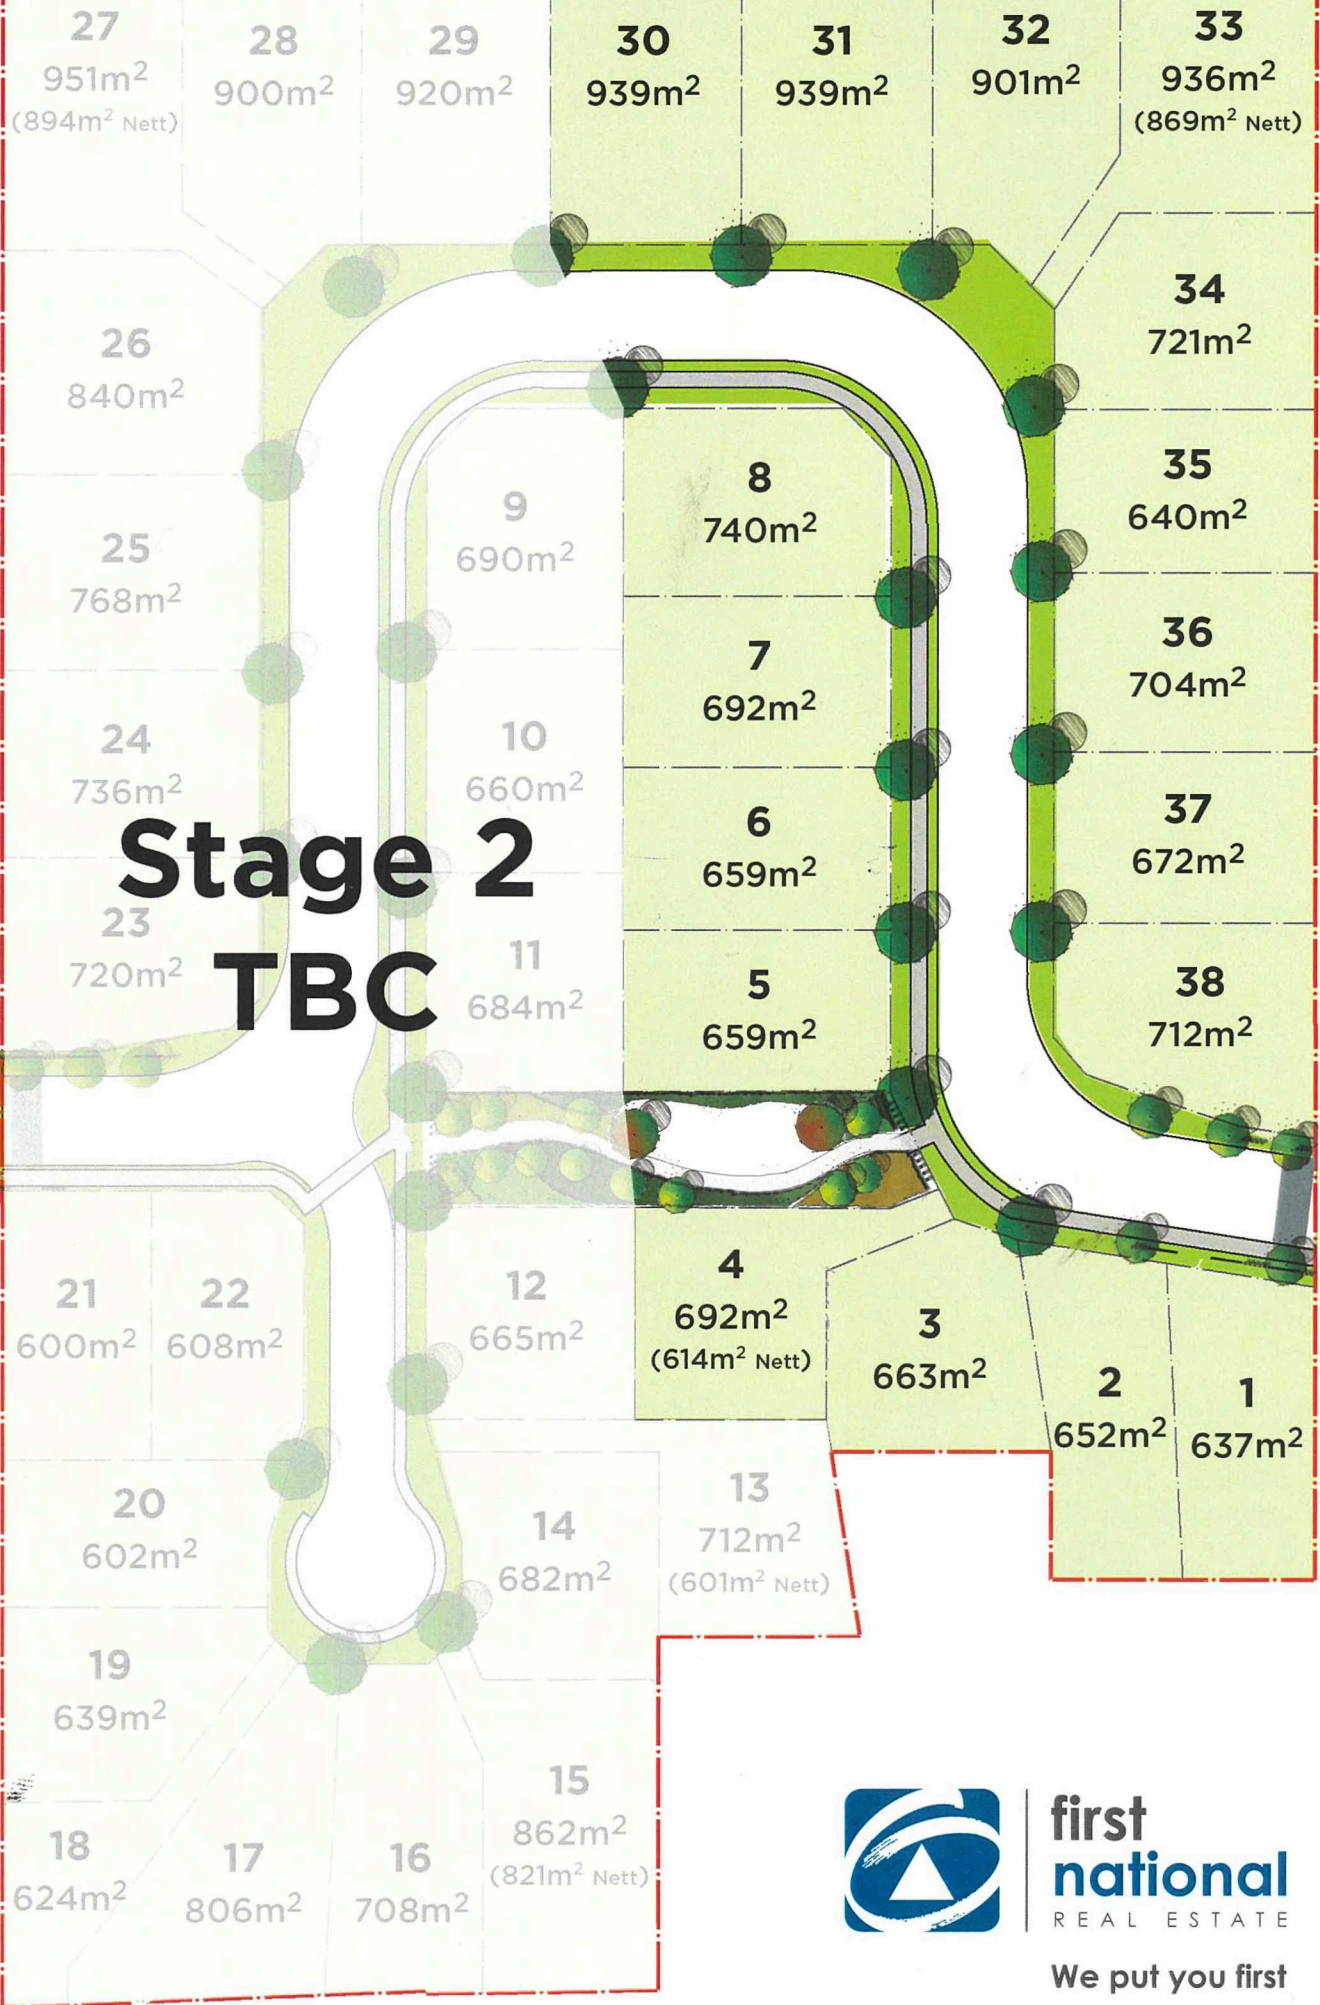 27
951m²
(894m² Nett)
28
900m²
29
920m²
30
939m²
31
939m²
32
901m²
33
936m²
(869m² Nett)
34
721m²
26
840m²
35
640m²
8
740m²
9
690m²
25
768m²
36
704m²
7
692m²
10
660m²
24
736m²
37
672m²
6
659m²
Stage 2
TBC
23
720m²
11
684m²
5
659m²
38
712m²
4
692m²
(614m² Nett)
12
665m²
21
600m²
22
608m²
3
663m²
2
652m²
1
637m²
13
712m²
(601m² Nett)
20
602m²
14
682m²
19
639m²
15
862m²
(821m² Nett)
18
624m²
17
806m²
16
708m²
first
national
REAL ESTATE
We put you first